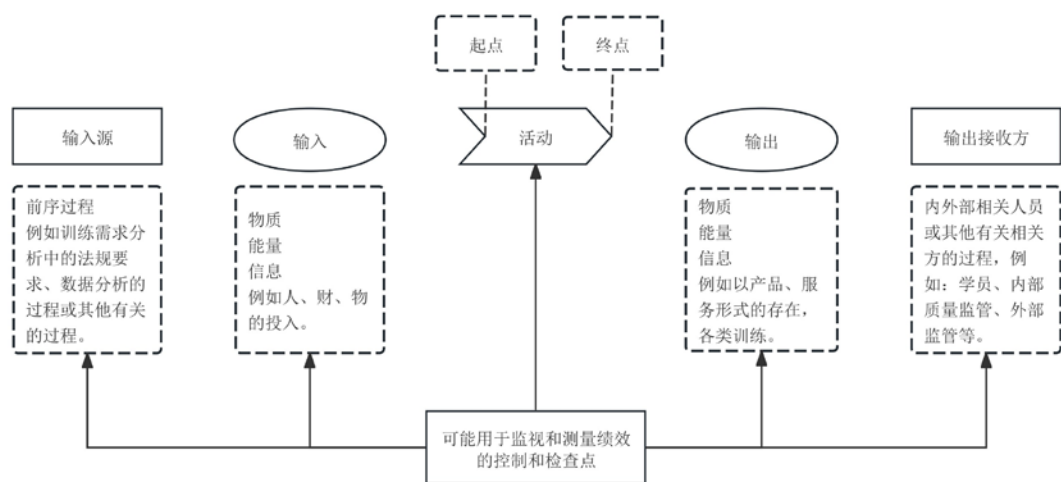 起点
终点
输入源
输入
活动
输出
输出接收方
前序过程
例如训练需求分
析中的法规要
求、数据分析的
过程或其他有关
的过程。
物质
能量
信息
例如人、财、物
的投入。
物质
能量
信息
例如以产品、服
务形式的存在，
各类训练。
内外部相关人员
或其他有关相关
方的过程，例
如：学员、内部
质量监管、外部
监管等。
可能用于监视和测量绩效
的控制和检查点